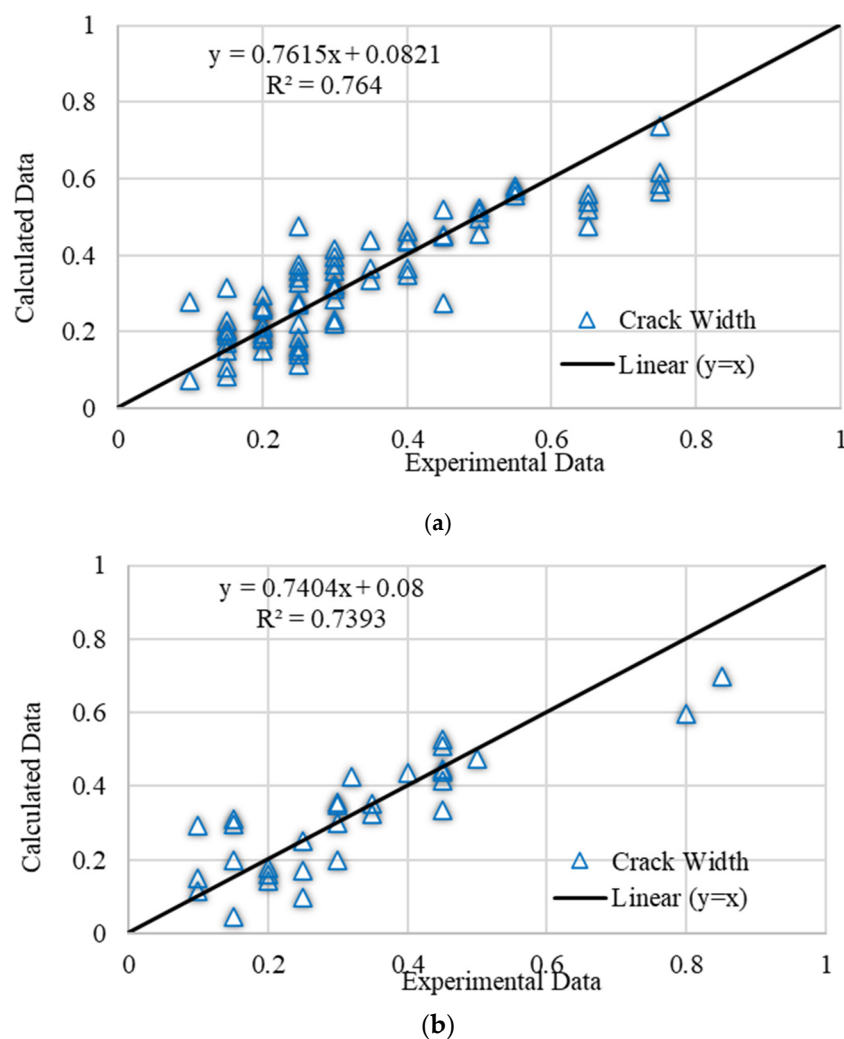 1
0.8
0.6
0.4
0.2
0
Calculated Data
y = 0.7615x + 0.0821
R² = 0.764
Crack Width
Linear (y=x)
0 0.2 0.4 0.6 0.8 1
Experimental Data
(a)
1
0.8
0.6
0.4
0.2
0
Calculated Data
y = 0.7404x + 0.08
R² = 0.7393
Crack Width
Linear (y=x)
0 0.2 0.4 0.6 0.8 1
Experimental Data
(b)